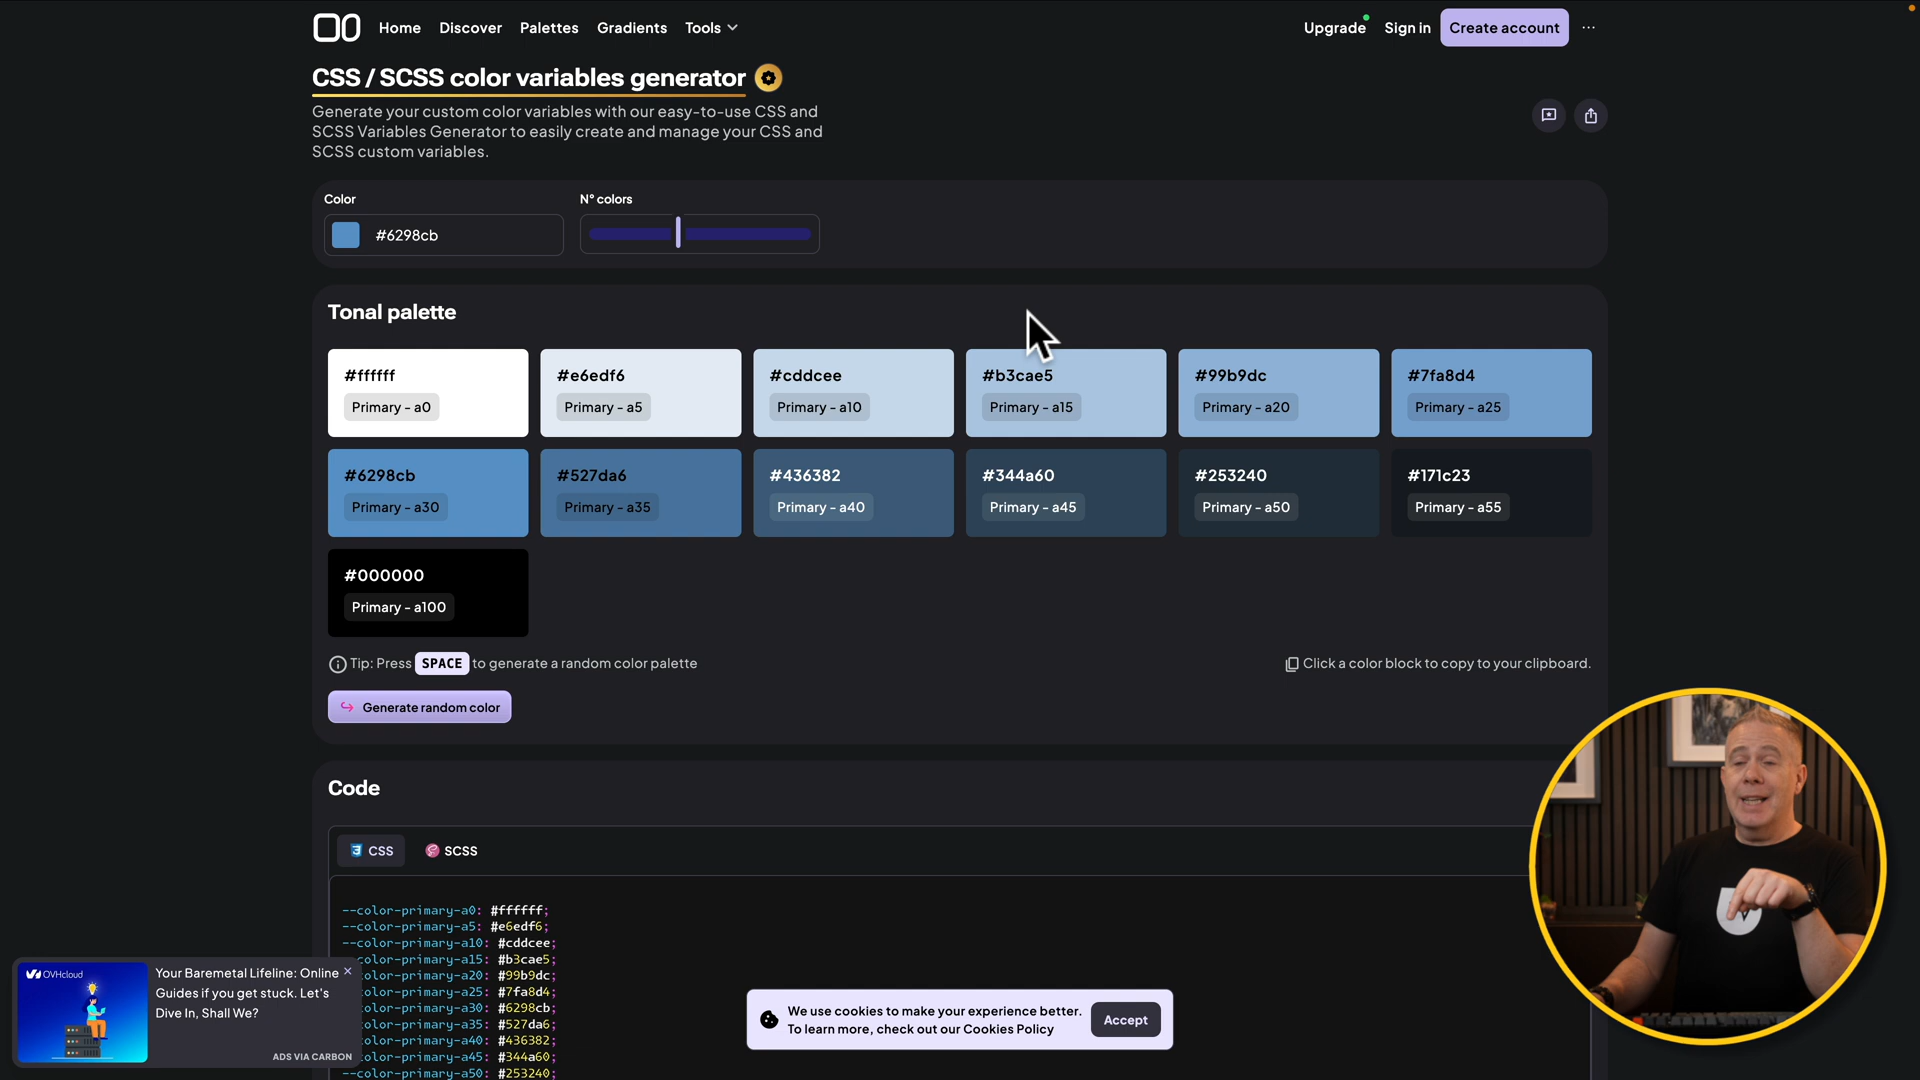 Home Discover Palettes Gradients Tools
Upgrade Sign in Create account
CSS / SCSS color variables generator
Generate your custom color variables with our easy-to-use CSS and
SCSS Variables Generator to easily create and manage your CSS and
SCSS custom variables.
Color
N° colors
#6298cb
Tonal palette
#ffffff
Primary - a0
#e6edf6
Primary - a5
#cddcee
Primary - a10
#b3cae5
Primary - a15
#99b9dc
Primary - a20
#7fa8d4
Primary - a25
#6298cb
Primary - a30
#527da6
Primary - a35
#436382
Primary - a40
#344a60
Primary - a45
#253240
Primary - a50
#171c23
Primary - a55
#000000
Primary - a100
Tip: Press SPACE to generate a random color palette
Click a color block to copy to your clipboard.
Generate random color
Code
CSS
SCSS
--color-primary-a0: #ffffff;
--color-primary-a5: #e6edf6;
--color-primary-a10: #cddcee;
color-primary-a15: #b3cae5;
color-primary-a20: #99b9dc;
color-primary-a25: #7fa8d4;
color-primary-a30: #6298cb;
color-primary-a35: #527da6;
color-primary-a40: #436382;
color-primary-a45: #344a60;
--color-primary-a50: #253240;
OVHcloud
Your Baremetal Lifeline: Online
Guides if you get stuck. Let's
Dive In, Shall We?
ADS VIA CARBON
We use cookies to make your experience better.
To learn more, check out our Cookies Policy
Accept